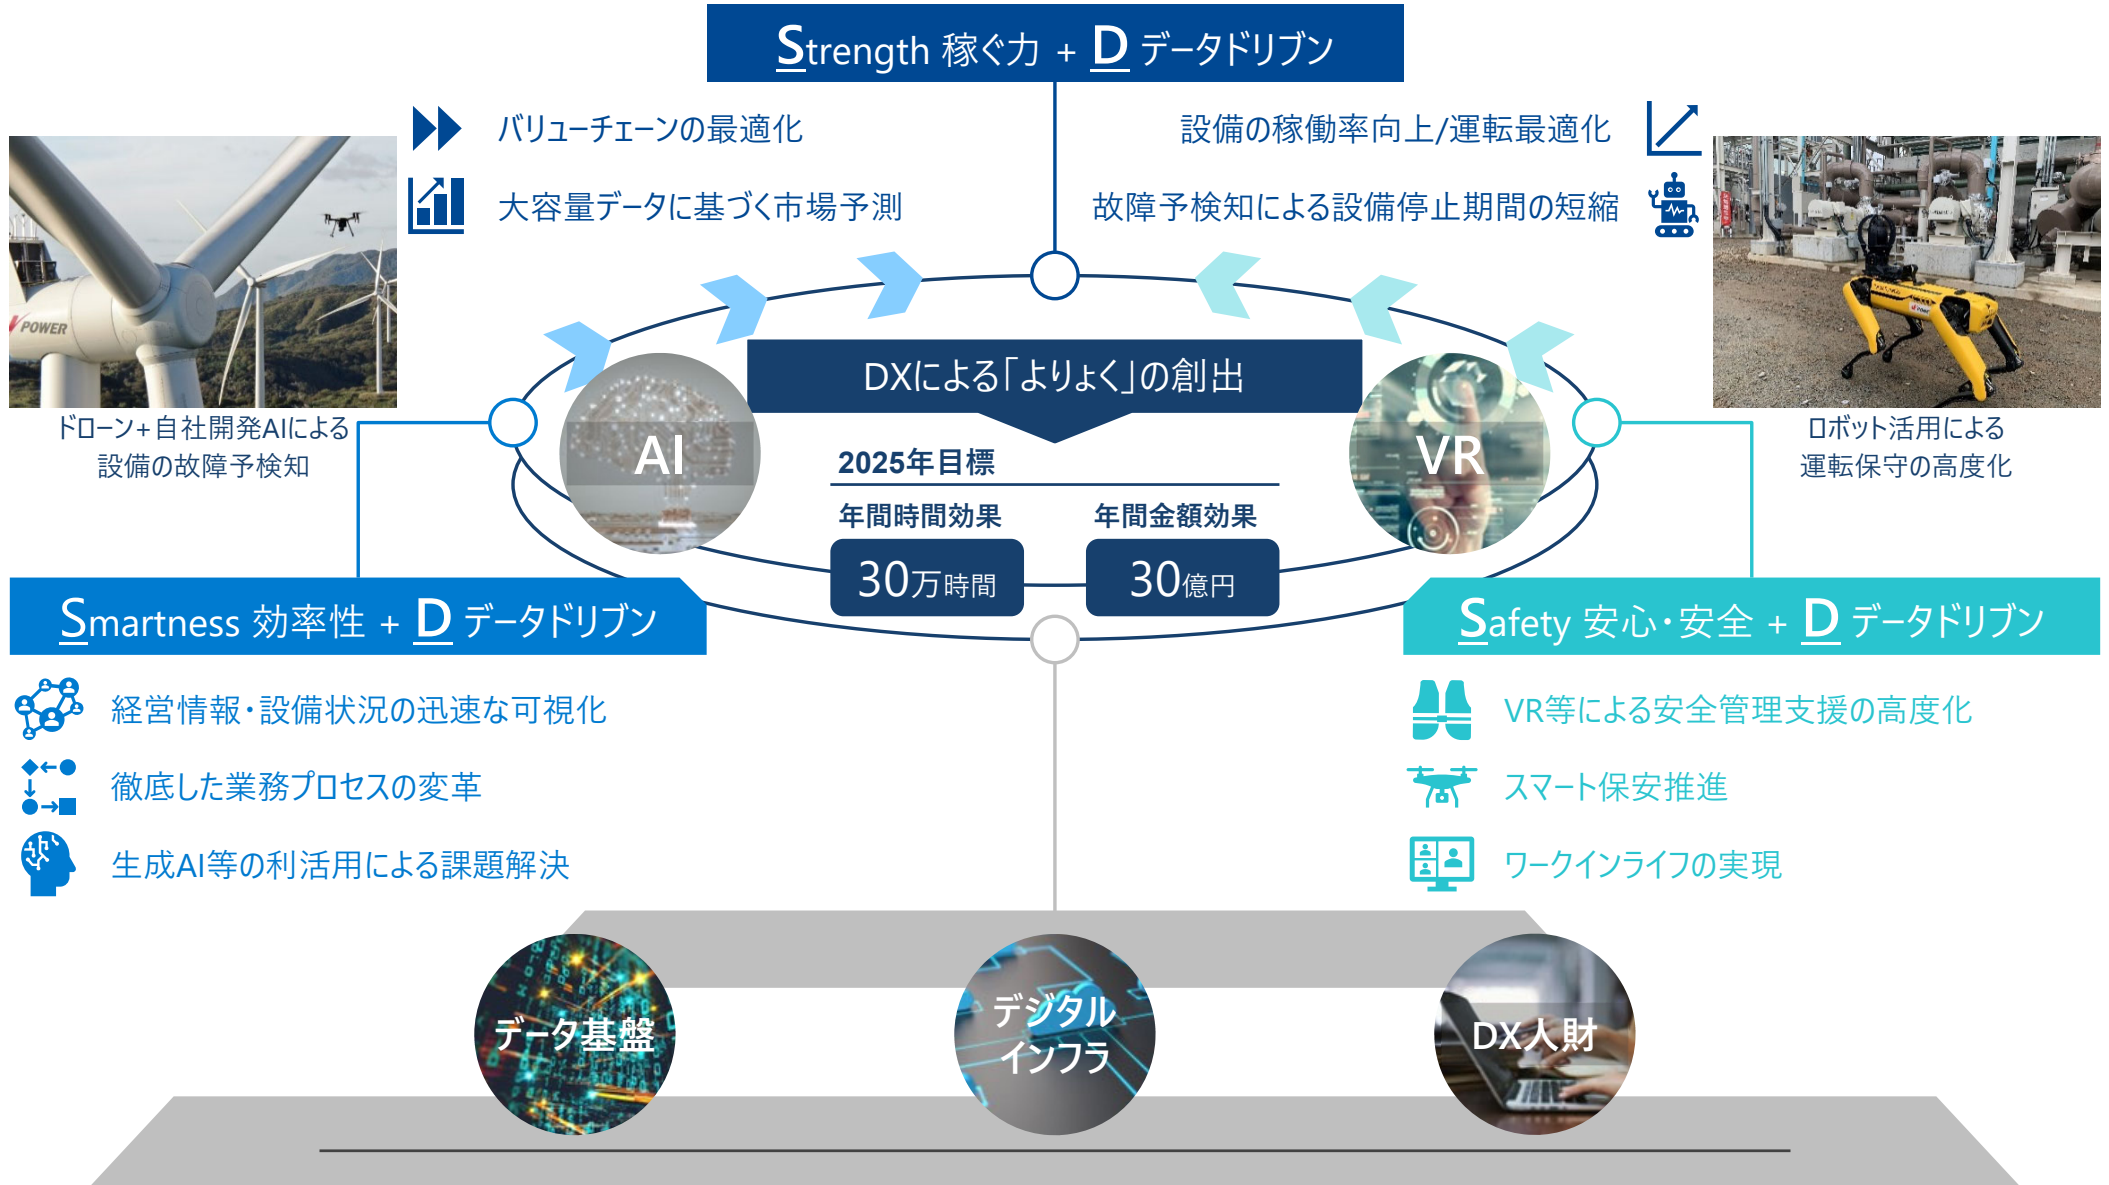 Strength 稼ぐ力 + D データドリブン
バリューチェーンの最適化
大容量データに基づく市場予測
設備の稼働率向上/運転最適化
故障予検知による設備停止期間の短縮
POWER
ドローン+自社開発AIによる
設備の故障予検知
ロボット活用による
運転保守の高度化
DXによる「よりょく」の創出
AI
VR
2025年目標
年間時間効果
年間金額効果
30万時間
30億円
Smartness 効率性 + D データドリブン
経営情報・設備状況の迅速な可視化
徹底した業務プロセスの変革
生成AI等の利活用による課題解決
Safety 安心・安全 + D データドリブン
VR等による安全管理支援の高度化
スマート保安推進
ワークインライフの実現
データ基盤
デジタル
インフラ
DX人財